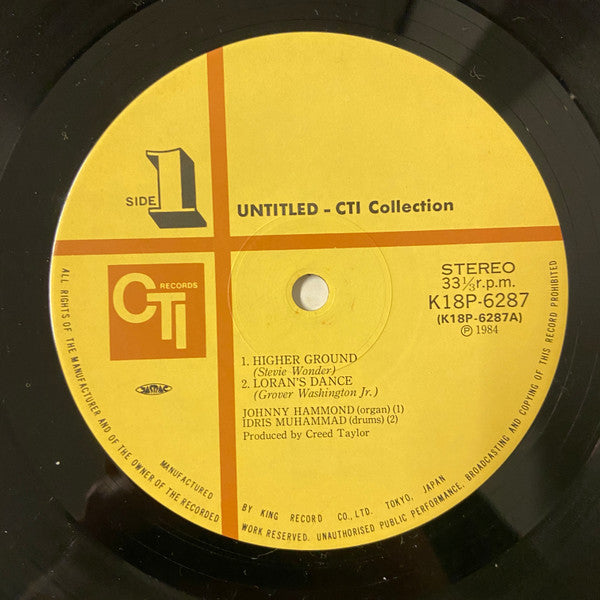 SIDE 1
UNTITLED - CTI Collection
CTI RECORDS
STEREO
33⅓r.p.m.
K18P-6287
(K18P-6287A)
Ⓟ 1984
1. HIGHER GROUND
(Stevie Wonder)
2. LORAN'S DANCE
(Grover Washington Jr.)
JOHNNY HAMMOND (organ) (1)
IDRIS MUHAMMAD (drums) (2)
Produced by Creed Taylor
JASRAC
MANUFACTURED BY KING RECORD CO., LTD. TOKYO, JAPAN
ALL RIGHTS OF THE MANUFACTURER AND OF THE OWNER OF THE RECORDED WORK RESERVED. UNAUTHORISED PUBLIC PERFORMANCE, BROADCASTING AND COPYING OF THIS RECORD PROHIBITED